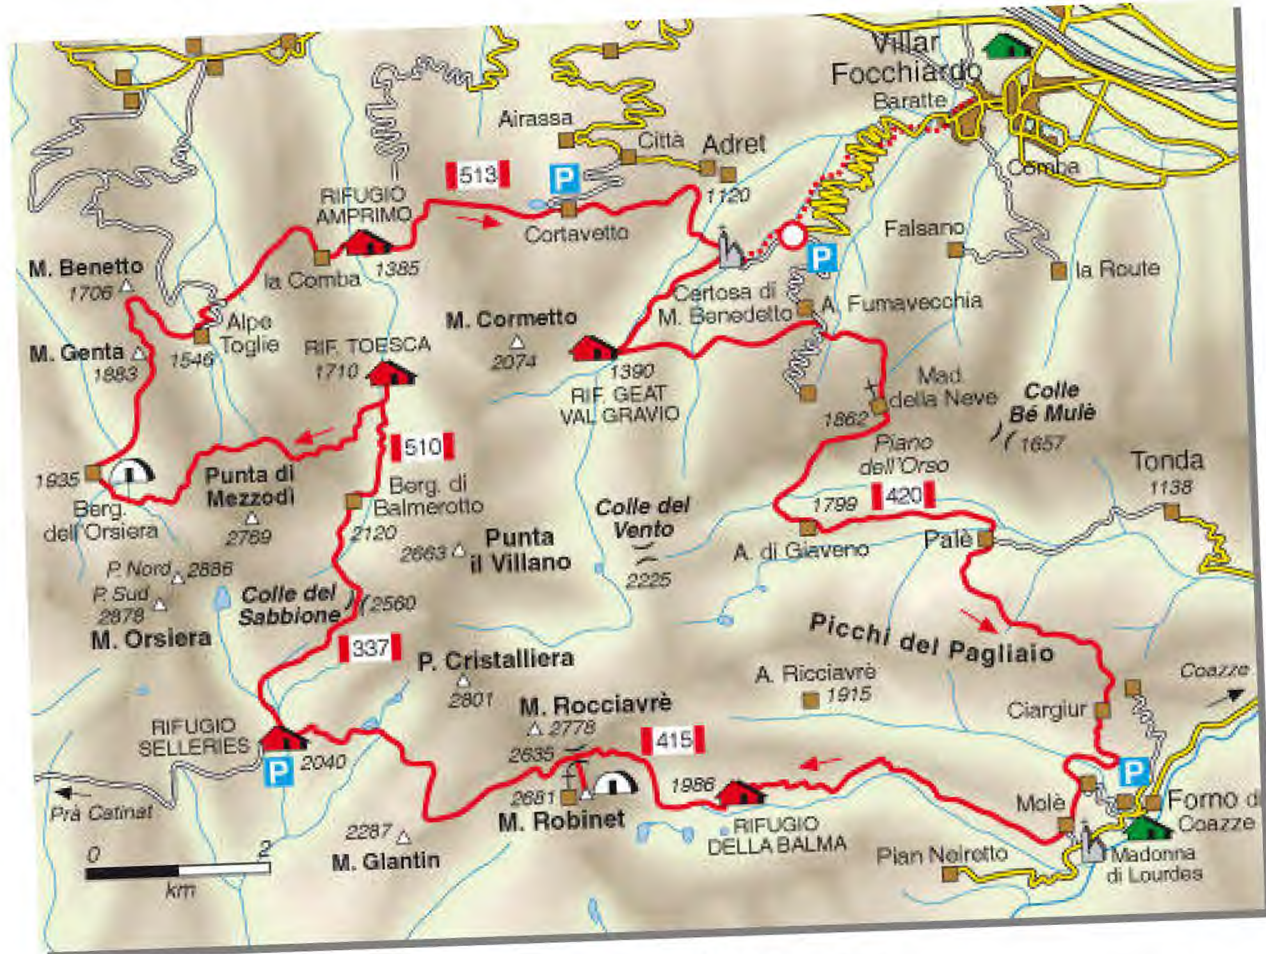 Villar
Focchiardo
Baratte
Comba
Airassa
Città
Adret
1120
513
P
RIFUGIO
AMPRIMO
1385
Cortavetto
la Comba
P
Falsano
la Route
M. Benetto
1706
Certosa di
M. Benedetto
A. Fumavecchia
Alpe
Toglie
1546
M. Genta
1883
RIF. TOESCA
1710
M. Cormetto
2074
1390
RIF. GEAT
VAL GRAVIO
Mad.
della Neve
1862
Colle
Bé Mulè
1657
Piano
dell'Orso
510
1935
Berg.
dell'Orsiera
Punta di
Mezzodì
2769
Berg. di
Balmerotto
2120
Tonda
1138
1799
420
Colle del
Vento
2225
A. di Giaveno
Palè
2663
Punta
il Villano
P. Nord
2886
P. Sud
2878
M. Orsiera
Colle del
Sabbione
2560
337
Picchi del Pagliaio
P. Cristalliera
2801
A. Ricciavrè
1915
Coazze
M. Rocciavrè
2778
Ciargiur
RIFUGIO
SELLERIES
2040
P
2635
415
2681
M. Robinet
1986
RIFUGIO
DELLA BALMA
P
Molè
Forno di
Coazze
Prà Catinat
2287
M. Glantin
Pian Neiretto
Madonna
di Lourdes
0
2
km